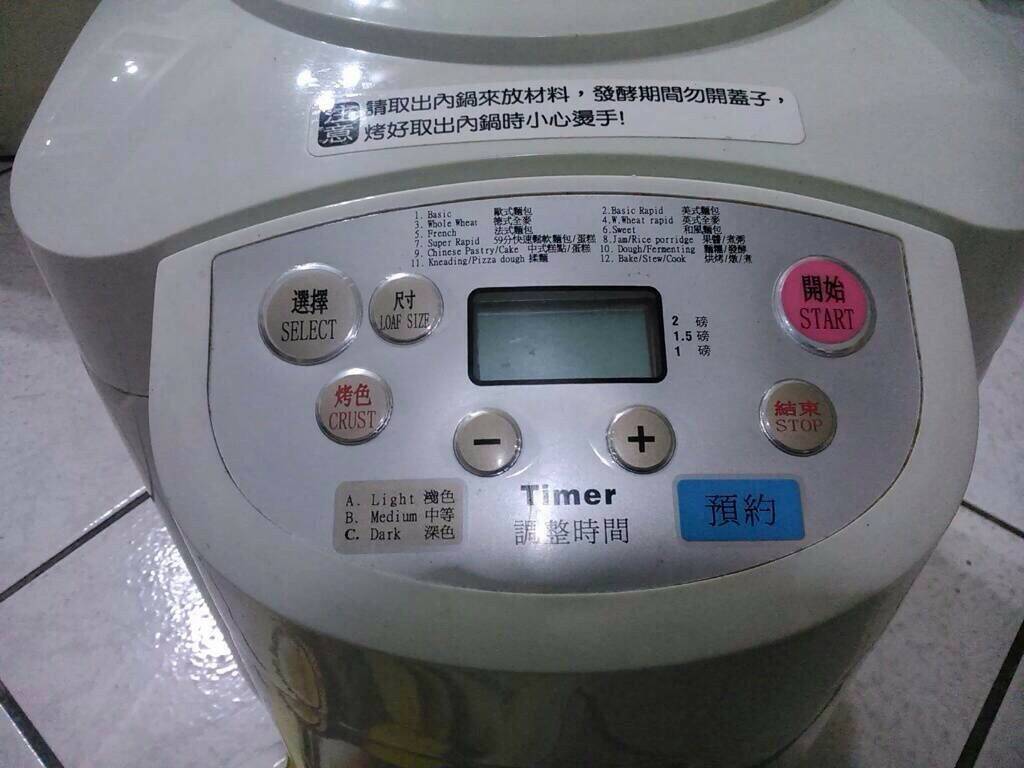 注意 請取出內鍋來放材料，發酵期間勿開蓋子，
烤好取出內鍋時小心燙手!
1. Basic 歐式麵包 2.Basic Rapid 美式麵包
3. Whole Wheat 德式全麥 4.W.Wheat rapid 英式全麥
5. French 法式麵包 6.Sweet 和風麵包
7. Super Rapid 59分快速鬆軟麵包/蛋糕 8.Jam/Rice porridge 果醬/煮粥
9. Chinese Pastry/Cake 中式糕點/蛋糕 10. Dough/Fermenting 麵糰/發酵
11. Kneading/Pizza dough 揉麵 12. Bake/Stew/Cook 烘烤/燉/煮
選擇
SELECT
尺寸
LOAF SIZE
2 磅
1.5 磅
1 磅
開始
START
烤色
CRUST
−
+
結束
STOP
A. Light 淺色
B. Medium 中等
C. Dark 深色
Timer
調整時間
預約